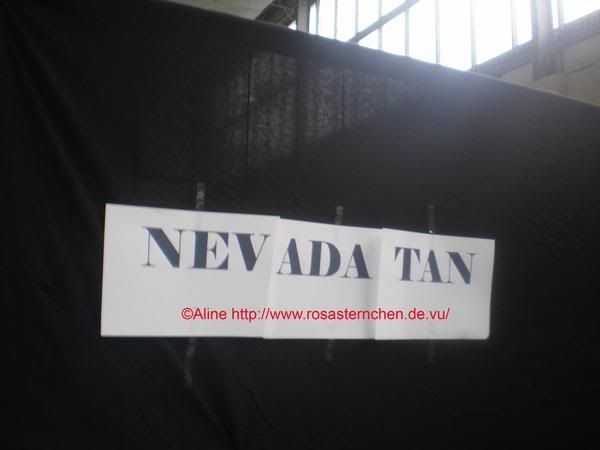 NEVADA TAN
©Aline http://www.rosasternchen.de.vu/